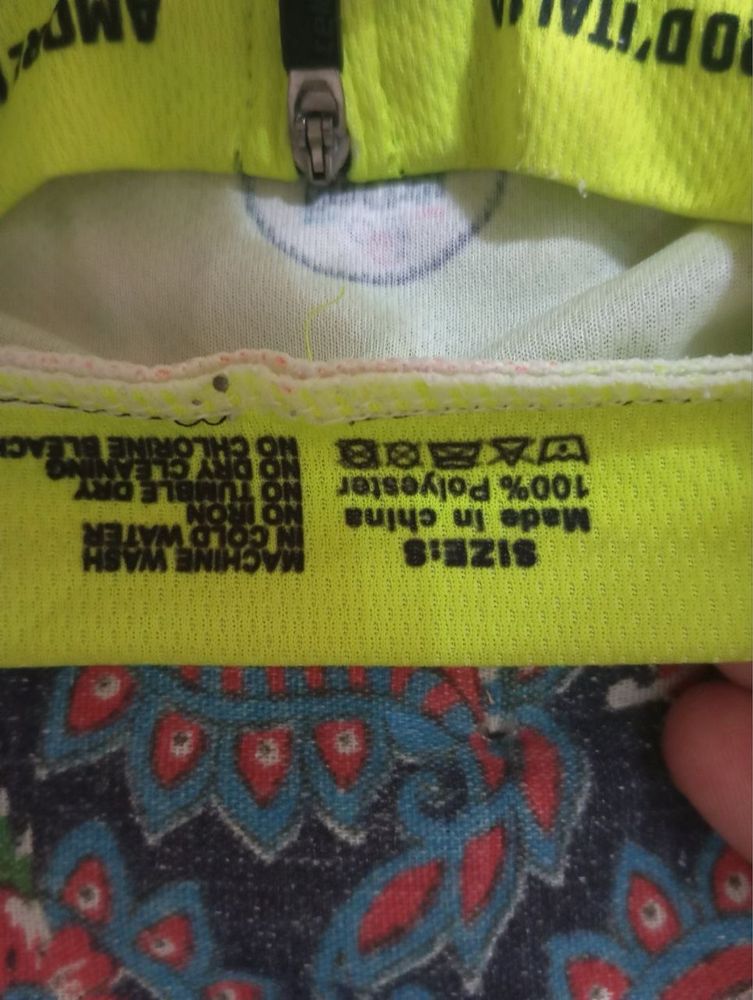 SIZE:S
Made in china
100% Polyester
MACHINE WASH
IN COLD WATER
NO IRON
NO TUMBLE DRY
NO DRY CLEANING
NO CHLORINE BLEACH